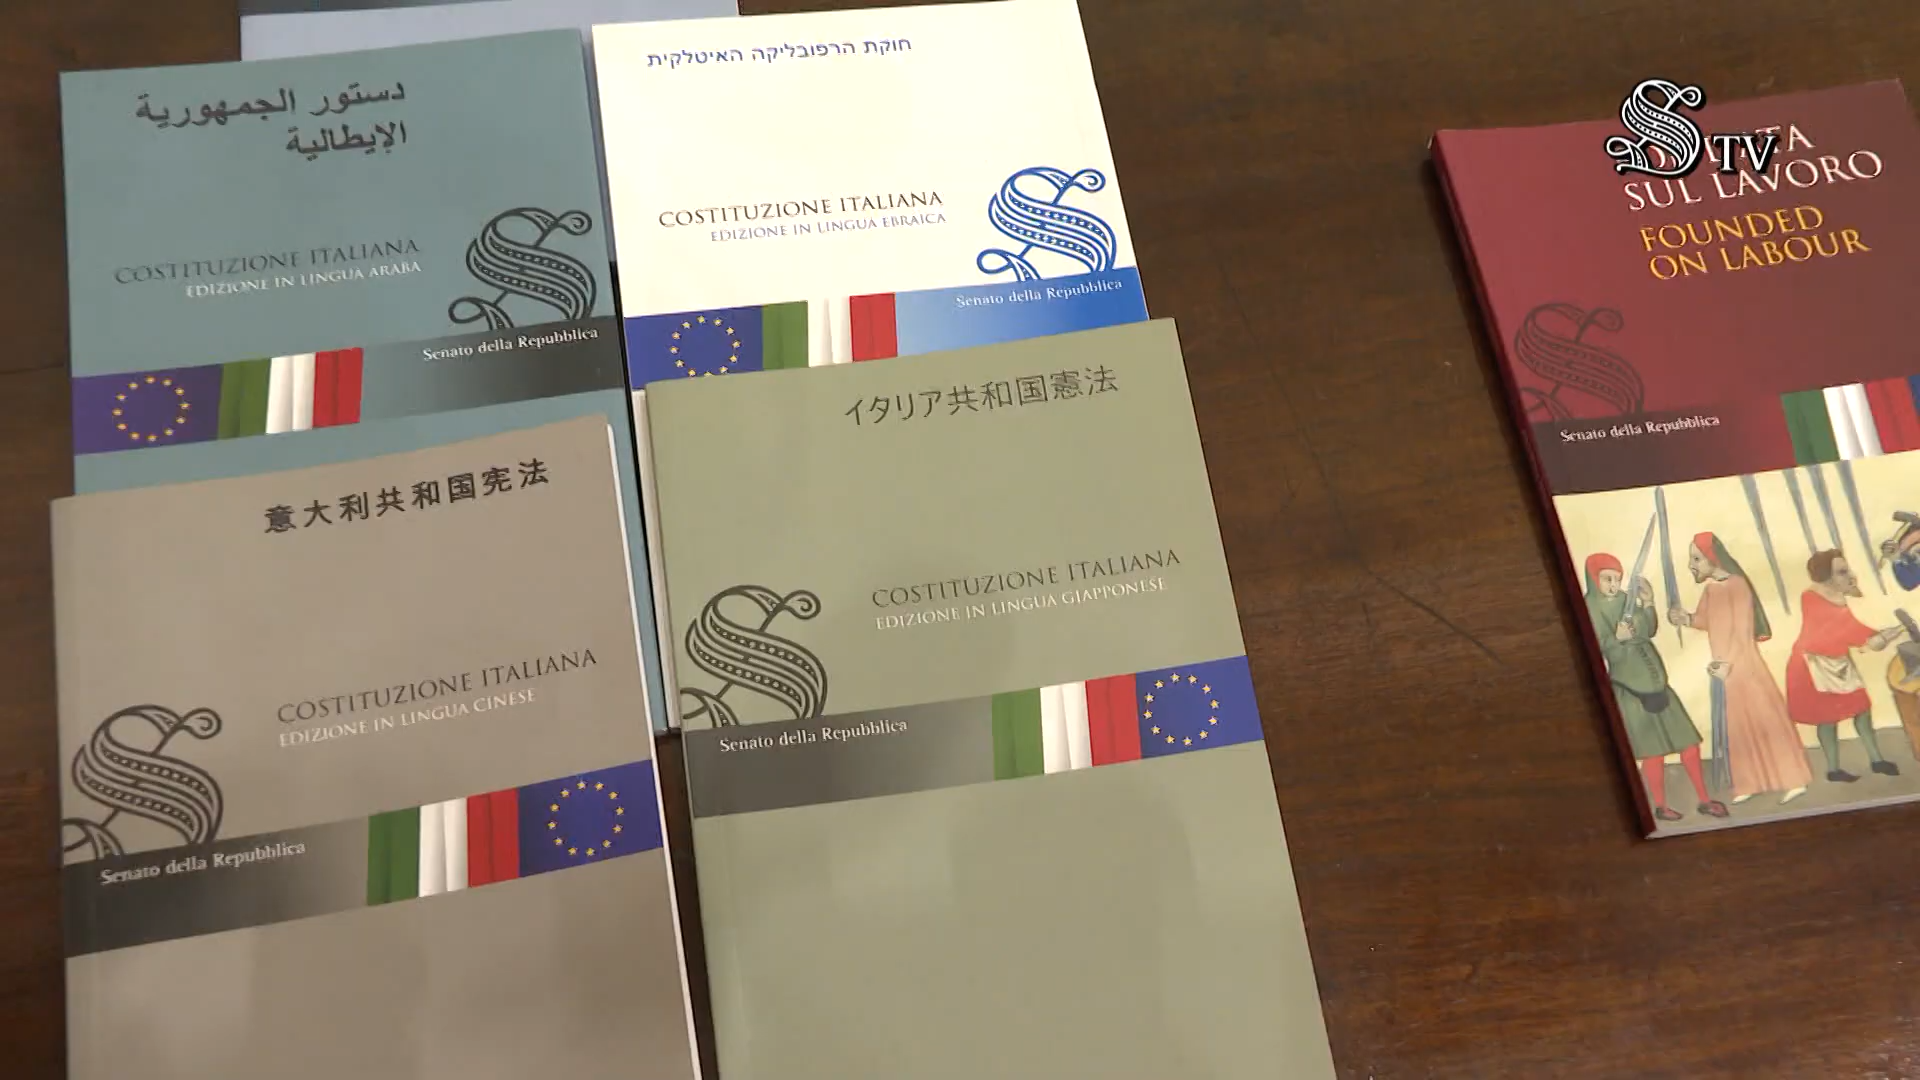 دستور الجمهورية
الإيطالية
COSTITUZIONE ITALIANA
EDIZIONE IN LINGUA ARABA
Senato della Repubblica
חוקת הרפובליקה האיטלקית
COSTITUZIONE ITALIANA
EDIZIONE IN LINGUA EBRAICA
Senato della Repubblica
意大利共和国宪法
COSTITUZIONE ITALIANA
EDIZIONE IN LINGUA CINESE
Senato della Repubblica
イタリア共和国憲法
COSTITUZIONE ITALIANA
EDIZIONE IN LINGUA GIAPPONESE
Senato della Repubblica
S TV
SUL LAVORO
FOUNDED
ON LABOUR
Senato della Repubblica